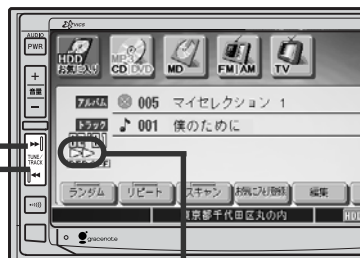 AUDIO
PWR
HDD
お気に入り
MP3
CD DVD
MD
FM AM
TV
+
音量
−
アルバム 005 マイセレクション 1
トラック 001 僕のために
TUNE/
TRACK
ランダム リピート スキャン 編集
東京都千代田区丸の内 HDD
gracenote